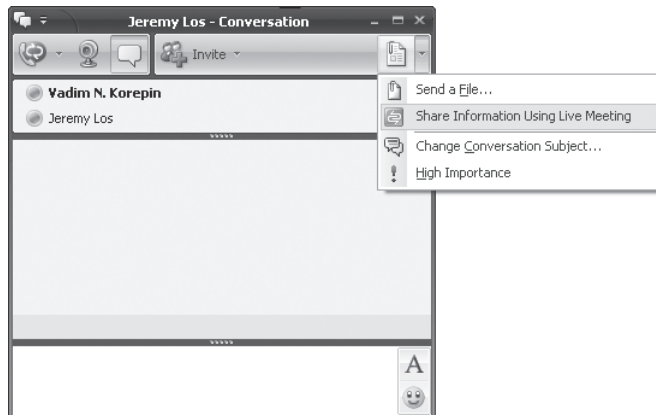 Jeremy Los - Conversation
Invite
Vadim N. Korepin
Jeremy Los
Send a File...
Share Information Using Live Meeting
Change Conversation Subject...
High Importance
A